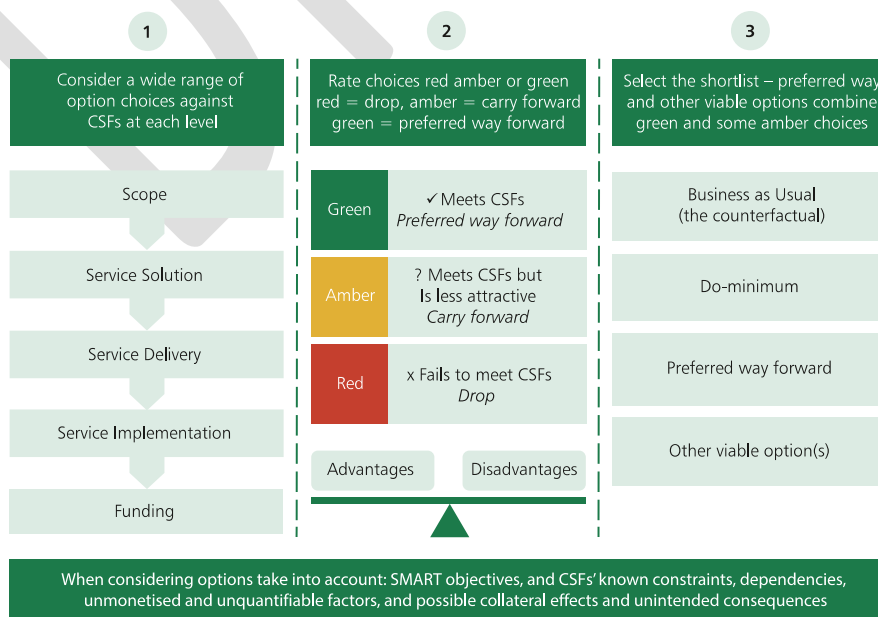 1
Consider a wide range of
option choices against
CSFs at each level
Scope
Service Solution
Service Delivery
Service Implementation
Funding
2
Rate choices red amber or green
red = drop, amber = carry forward
green = preferred way forward
Green
✓ Meets CSFs
Preferred way forward
Amber
? Meets CSFs but
Is less attractive
Carry forward
Red
x Fails to meet CSFs
Drop
Advantages
Disadvantages
3
Select the shortlist – preferred way
and other viable options combine
green and some amber choices
Business as Usual
(the counterfactual)
Do-minimum
Preferred way forward
Other viable option(s)
When considering options take into account: SMART objectives, and CSFs’ known constraints, dependencies,
unmonetised and unquantifiable factors, and possible collateral effects and unintended consequences